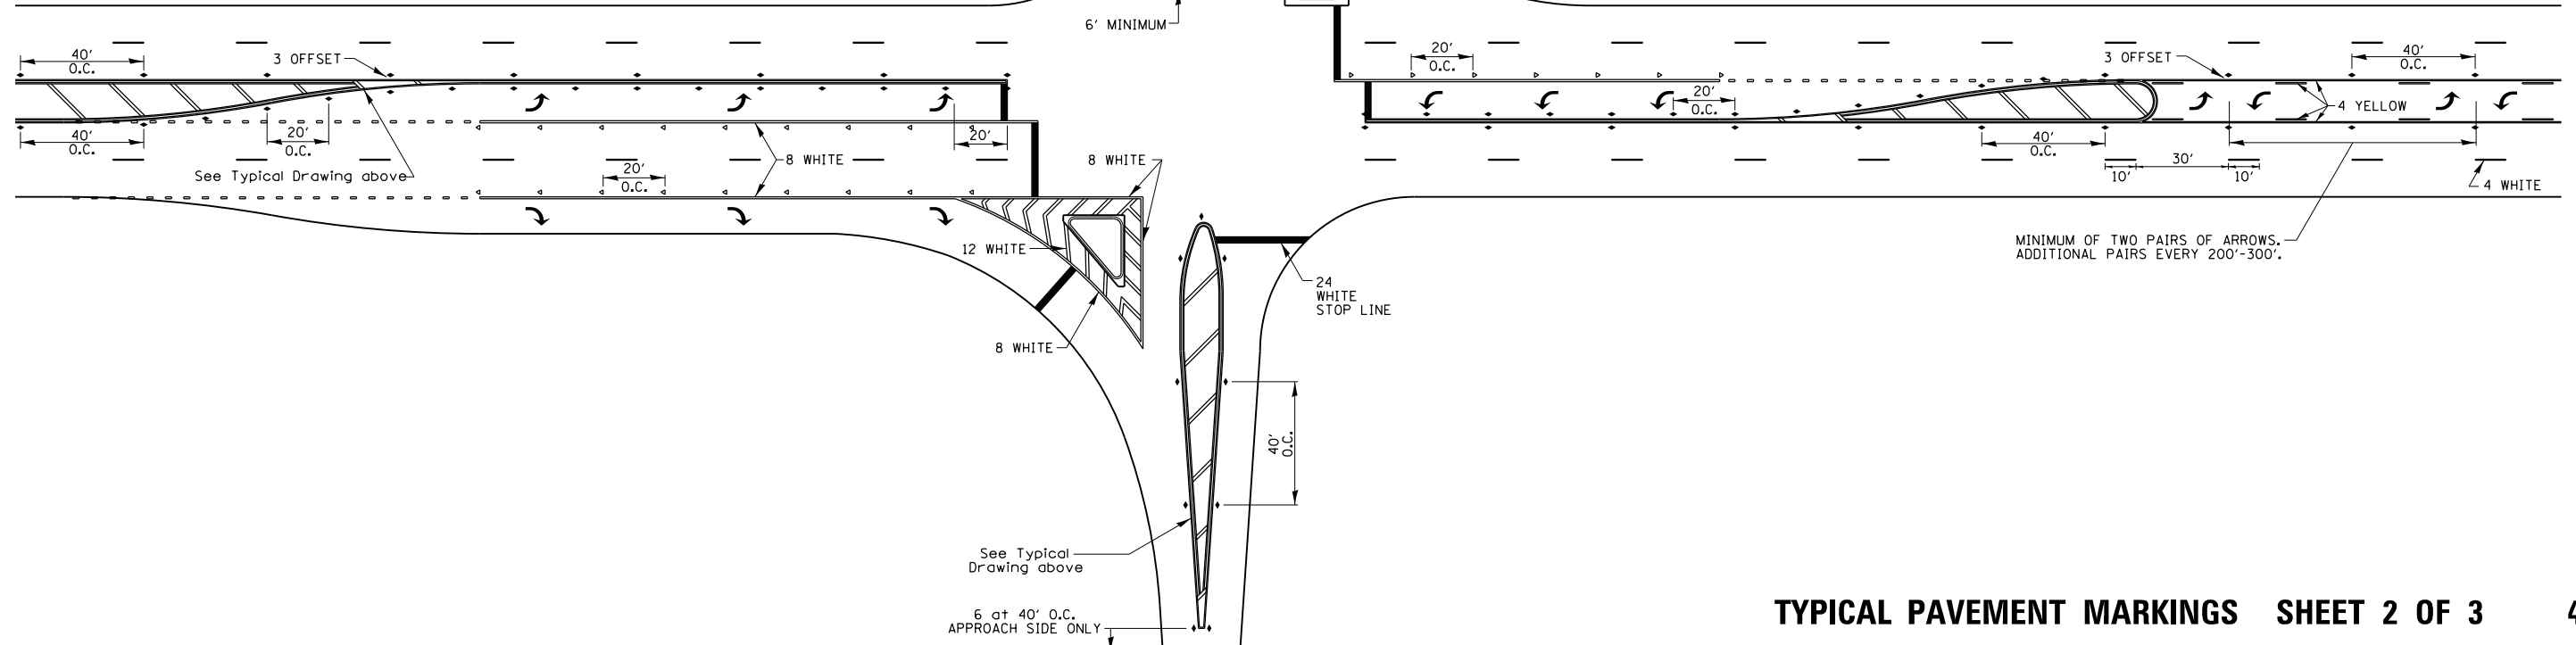 6' MINIMUM
40'
O.C.
3 OFFSET
20'
O.C.
3 OFFSET
40'
O.C.
40'
O.C.
20'
O.C.
See Typical Drawing above
20'
O.C.
8 WHITE
20'
8 WHITE
20'
O.C.
40'
O.C.
4 YELLOW
10'
30'
10'
4 WHITE
12 WHITE
8 WHITE
24
WHITE
STOP LINE
MINIMUM OF TWO PAIRS OF ARROWS.
ADDITIONAL PAIRS EVERY 200'-300'.
40'
O.C.
See Typical
Drawing above
6 at 40' O.C.
APPROACH SIDE ONLY
TYPICAL PAVEMENT MARKINGS SHEET 2 OF 3